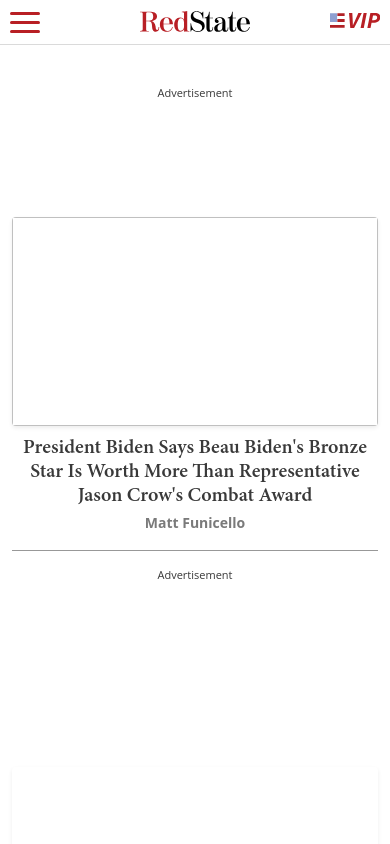 RedState
VIP
Advertisement
President Biden Says Beau Biden's Bronze
Star Is Worth More Than Representative
Jason Crow's Combat Award
Matt Funicello
Advertisement